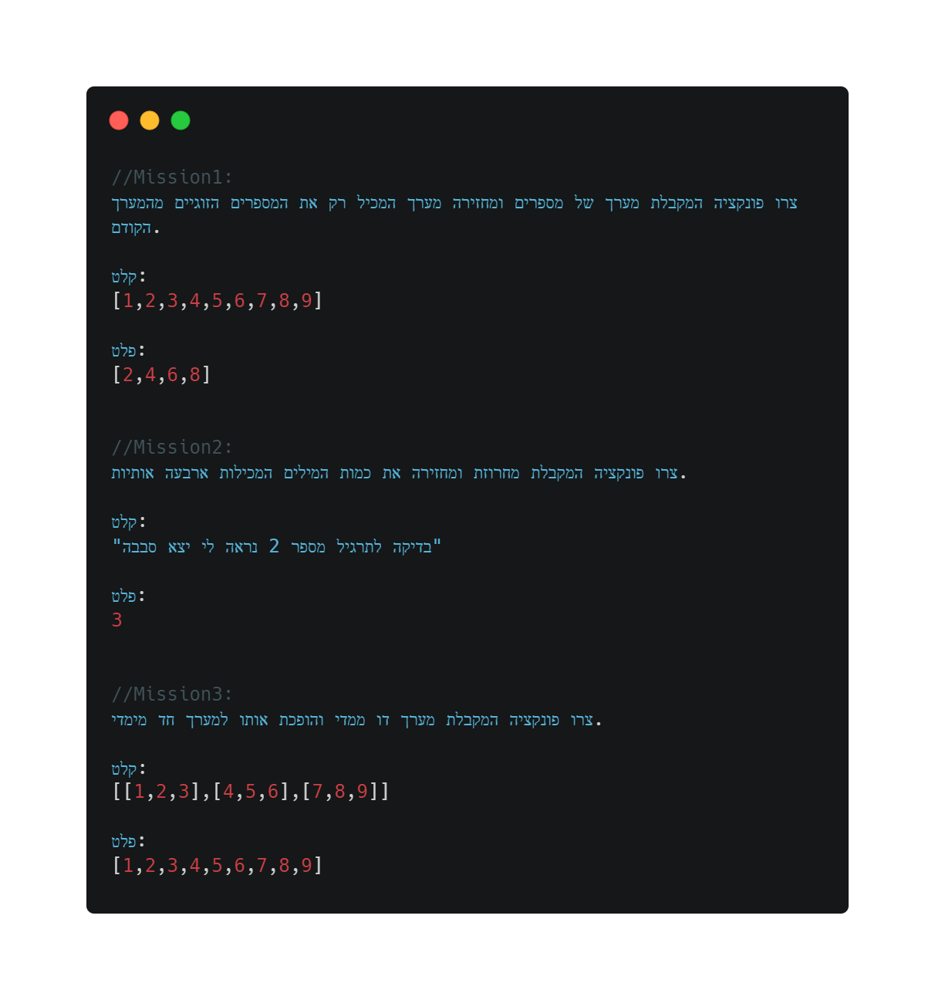 //Mission1:
צרו פונקציה המקבלת מערך של מספרים ומחזירה מערך המכיל רק את המספרים הזוגיים מהמערך
הקודם.
קלט:
[1,2,3,4,5,6,7,8,9]
פלט:
[2,4,6,8]
//Mission2:
צרו פונקציה המקבלת מחרוזת ומחזירה את כמות המילים המכילות ארבעה אותיות.
קלט:
"בדיקה לתרגיל מספר 2 נראה לי יצא סבבה"
פלט:
3
//Mission3:
צרו פונקציה המקבלת מערך דו ממדי והופכת אותו למערך חד מימדי.
קלט:
[[1,2,3],[4,5,6],[7,8,9]]
פלט:
[1,2,3,4,5,6,7,8,9]